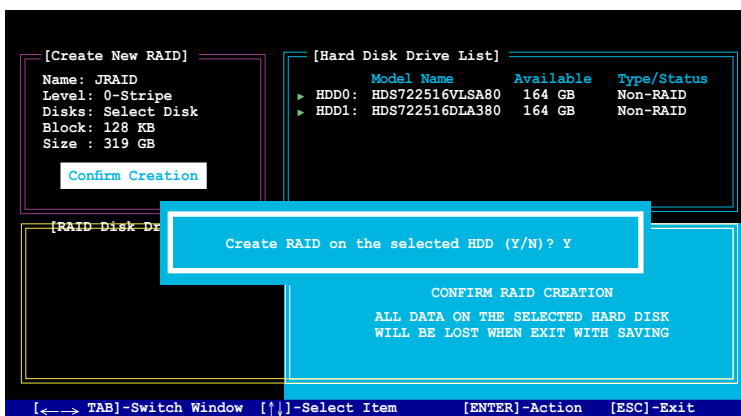 [Create New RAID]
Name: JRAID
Level: 0-Stripe
Disks: Select Disk
Block: 128 KB
Size : 319 GB
Confirm Creation
[Hard Disk Drive List]
Model Name Available Type/Status
HDD0: HDS722516VLSA80 164 GB Non-RAID
HDD1: HDS722516DLA380 164 GB Non-RAID
[RAID Disk Dr
Create RAID on the selected HDD (Y/N)? Y
CONFIRM RAID CREATION
ALL DATA ON THE SELECTED HARD DISK
WILL BE LOST WHEN EXIT WITH SAVING
[←→ TAB]-Switch Window [↑↓]-Select Item [ENTER]-Action [ESC]-Exit